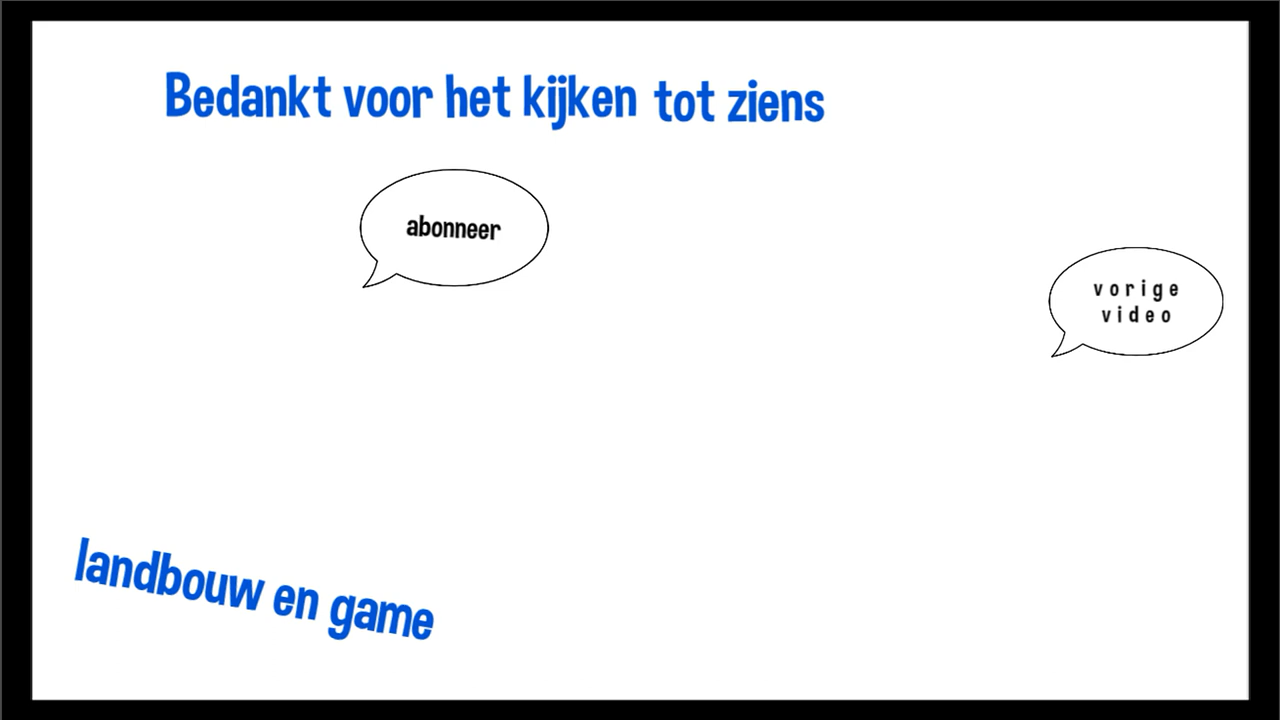 Bedankt voor het kijken tot ziens
abonneer
vorige
video
landbouw en game